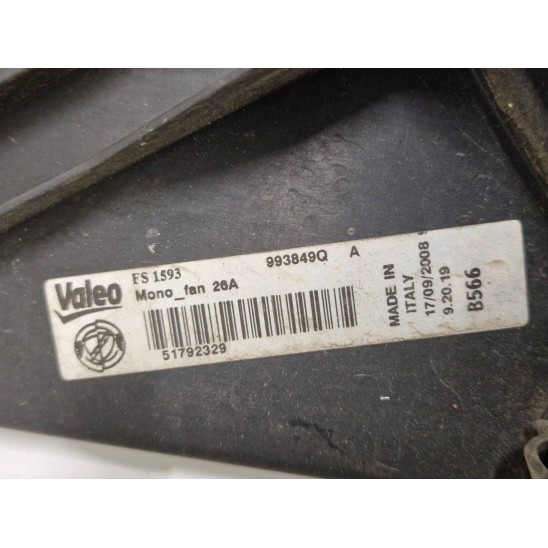 Valeo
FS 1593
993849Q A
Mono_fan 26A
51792329
MADE IN
ITALY
17/09/2008
9.20.19
B566